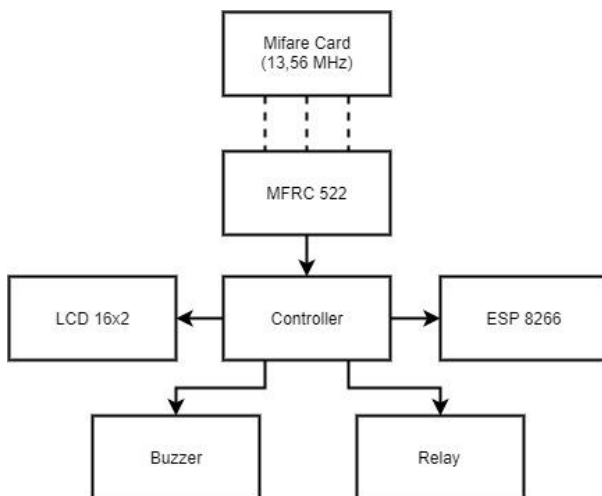 Mifare Card
(13,56 MHz)
MFRC 522
LCD 16x2
Controller
ESP 8266
Buzzer
Relay